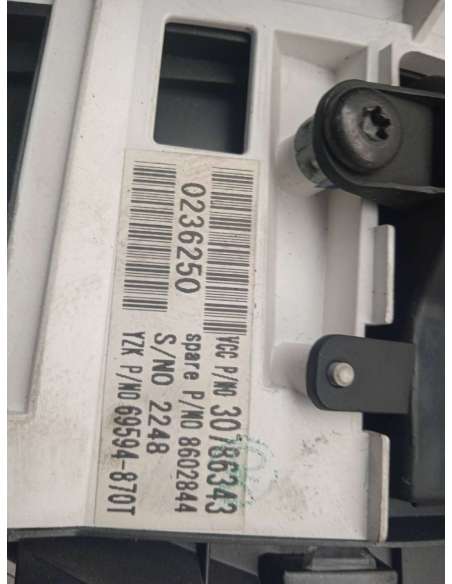 0236250
VCC P/NO 30786343
spare P/NO 8602844
S/NO 2248
YZK P/NO 69594-870T